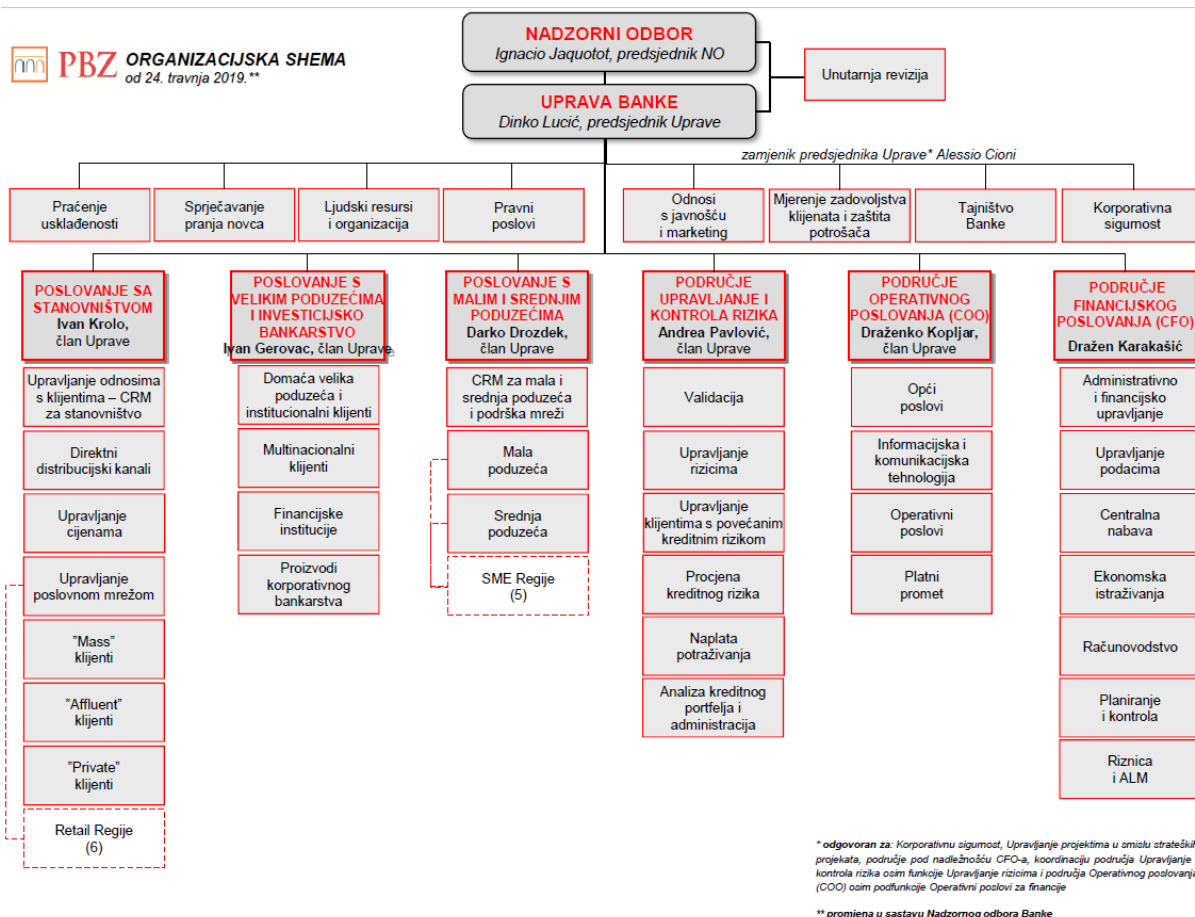 PBZ ORGANIZACIJSKA SHEMA
od 24. travnja 2019.**
NADZORNI ODBOR
Ignacio Jaquotot, predsjednik NO
UPRAVA BANKE
Dinko Lucić, predsjednik Uprave
Unutarnja revizija
zamjenik predsjednika Uprave* Alessio Cioni
Praćenje
usklađenosti
Sprječavanje
pranja novca
Ljudski resursi
i organizacija
Pravni
poslovi
Odnosi
s javnošću
i marketing
Mjerenje zadovoljstva
klijenata i zaštita
potrošača
Tajništvo
Banke
Korporativna
sigurnost
POSLOVANJE SA
STANOVNIŠTVOM
Ivan Krolo,
član Uprave
Upravljanje odnosima
s klijentima – CRM
za stanovništvo
Direktni
distribucijski kanali
Upravljanje
cijenama
Upravljanje
poslovnom mrežom
"Mass"
klijenti
"Affluent"
klijenti
"Private"
klijenti
Retail Regije
(6)
POSLOVANJE S
VELIKIM PODUZEĆIMA
I INVESTICIJSKO
BANKARSTVO
Ivan Gerovac, član Uprave
Domaća velika
poduzeća i
institucionalni klijenti
Multinacionalni
klijenti
Financijske
institucije
Proizvodi
korporativnog
bankarstva
POSLOVANJE S
MALIM I SREDNJIM
PODUZEĆIMA
Darko Drozdek,
član Uprave
CRM za mala i
srednja poduzeća
i podrška mreži
Mala
poduzeća
Srednja
poduzeća
SME Regije
(5)
PODRUČJE
UPRAVLJANJE I
KONTROLA RIZIKA
Andrea Pavlović,
član Uprave
Validacija
Upravljanje
rizicima
Upravljanje
klijentima s povećanim
kreditnim rizikom
Procjena
kreditnog rizika
Naplata
potraživanja
Analiza kreditnog
portfelja i
administracija
PODRUČJE
OPERATIVNOG
POSLOVANJA (COO)
Draženko Kopljar,
član Uprave
Opći
poslovi
Informacijska i
komunikacijska
tehnologija
Operativni
poslovi
Platni
promet
PODRUČJE
FINANCIJSKOG
POSLOVANJA (CFO)
Dražen Karakašić
Administrativno
i financijsko
upravljanje
Upravljanje
podacima
Centralna
nabava
Ekonomska
istraživanja
Računovodstvo
Planiranje
i kontrola
Riznica
i ALM
* odgovoran za: Korporativnu sigurnost, Upravljanje projektima u smislu strateških
projekata, područje pod nadležnošću CFO-a, koordinaciju područja Upravljanje
kontrola rizika osim funkcije Upravljanje rizicima i područja Operativnog poslovanja
(COO) osim podfunkcije Operativni poslovi za financije
** promjena u sastavu Nadzornog odbora Banke